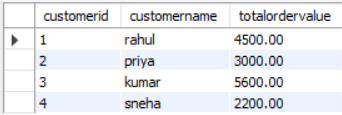 customerid customername totalordervalue
1 rahul 4500.00
2 priya 3000.00
3 kumar 5600.00
4 sneha 2200.00